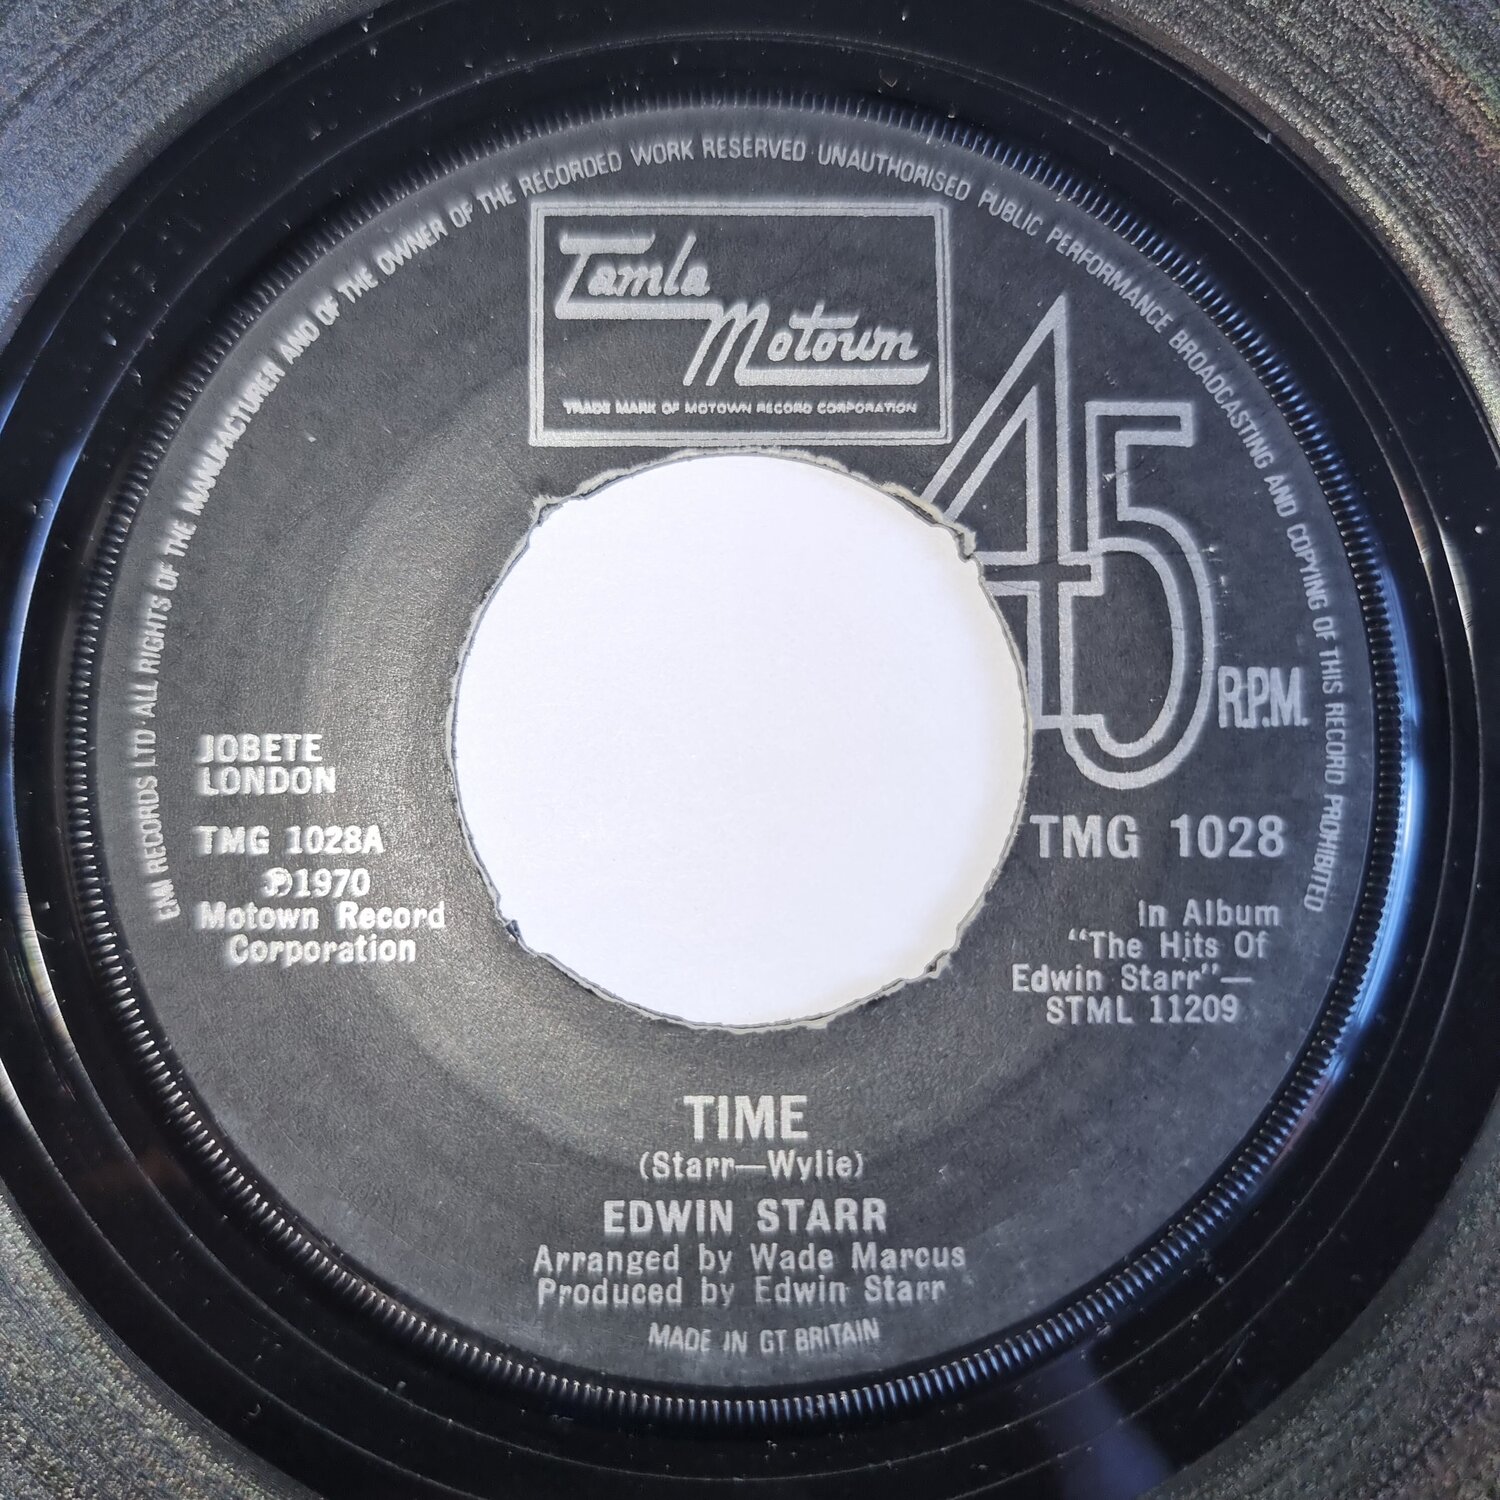 EMI RECORDS LTD · ALL RIGHTS OF THE MANUFACTURER AND OF THE OWNER OF THE RECORDED WORK RESERVED UNAUTHORISED PUBLIC PERFORMANCE BROADCASTING AND COPYING OF THIS RECORD PROHIBITED
Tamla
Motown
TRADE MARK OF MOTOWN RECORD CORPORATION
45
R.P.M.
JOBETE
LONDON
TMG 1028A
℗1970
Motown Record
Corporation
TMG 1028
In Album
“The Hits Of
Edwin Starr”—
STML 11209
TIME
(Starr—Wylie)
EDWIN STARR
Arranged by Wade Marcus
Produced by Edwin Starr
MADE IN GT BRITAIN